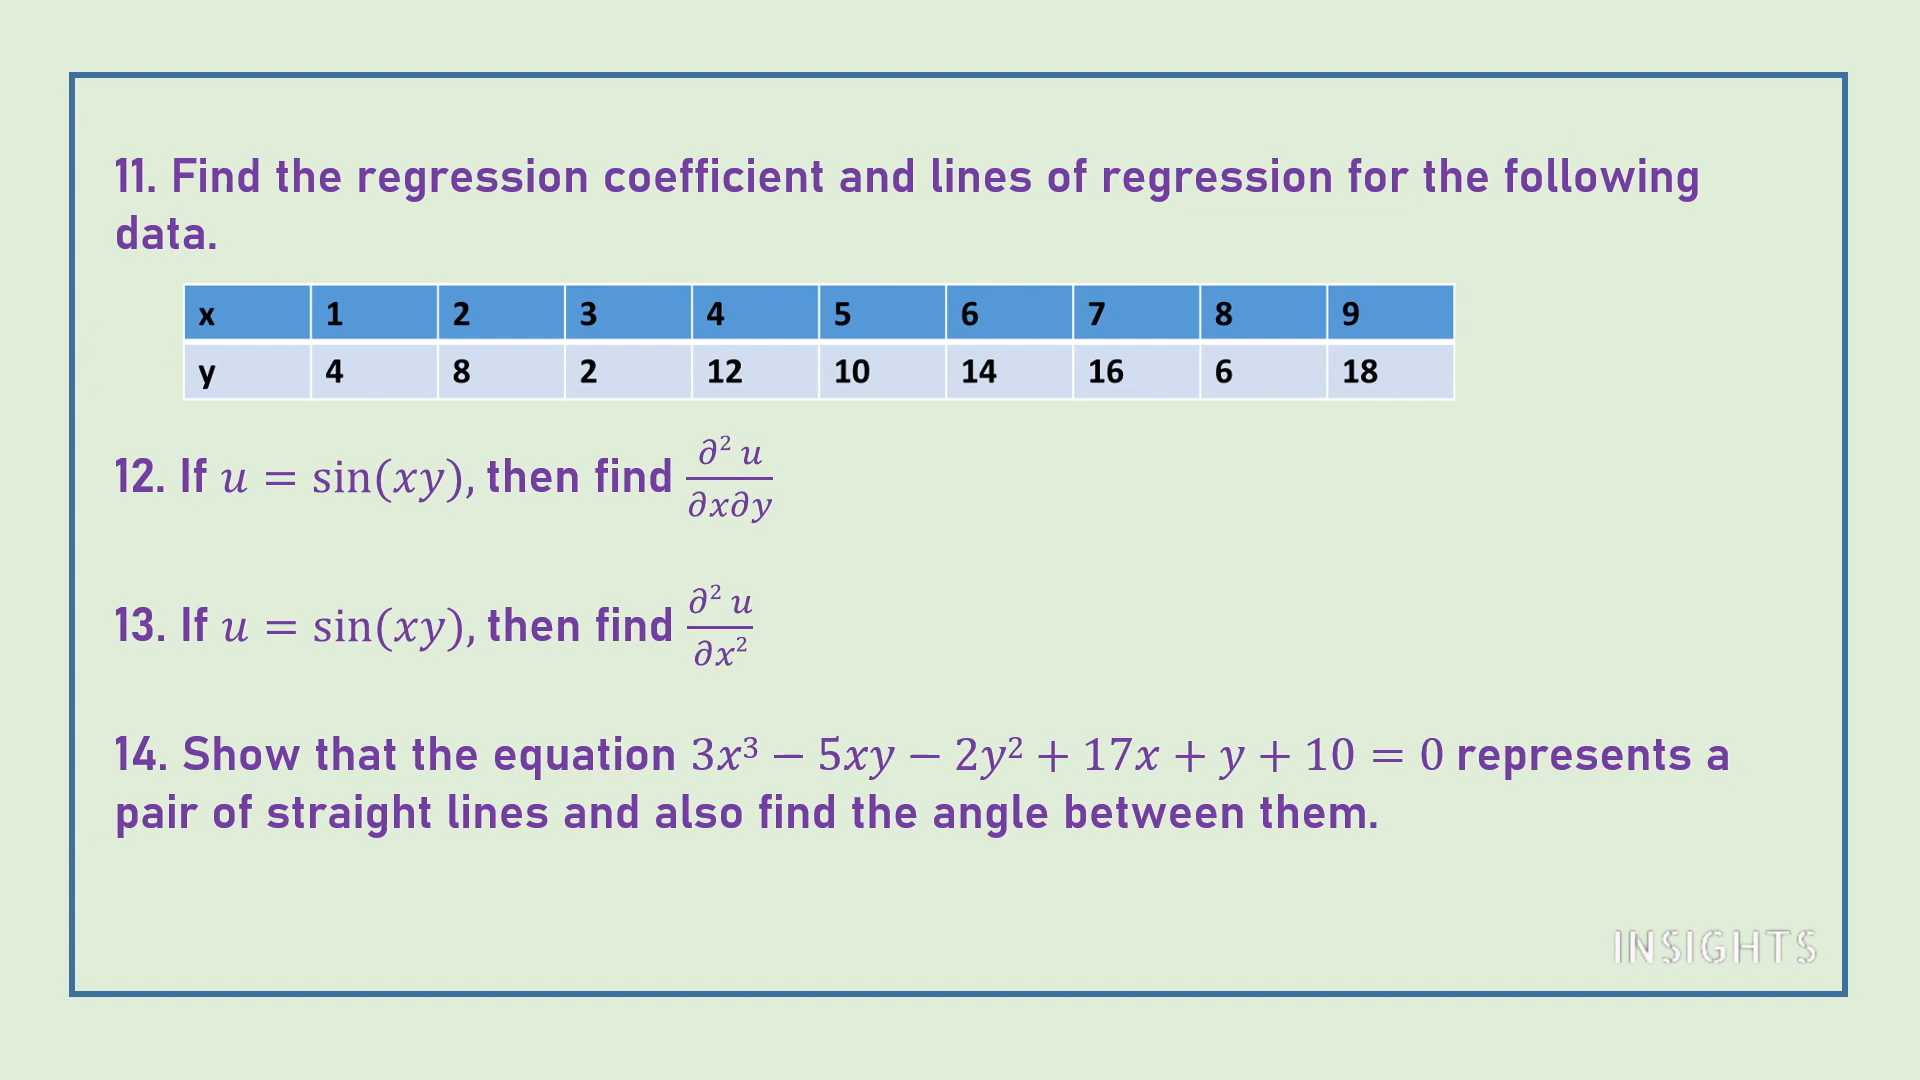 11. Find the regression coefficient and lines of regression for the following
data.
x 1 2 3 4 5 6 7 8 9
y 4 8 2 12 10 14 16 6 18
12. If u = sin(xy), then find ∂² u / ∂x∂y
13. If u = sin(xy), then find ∂² u / ∂x²
14. Show that the equation 3x³ − 5xy − 2y² + 17x + y + 10 = 0 represents a
pair of straight lines and also find the angle between them.
INSIGHTS